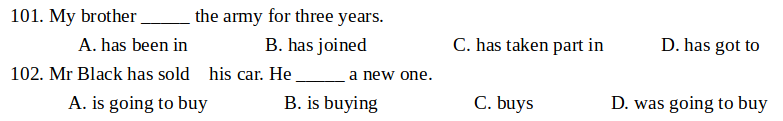 101. My brother _____ the army for three years.
A. has been in B. has joined C. has taken part in D. has got to
102. Mr Black has sold his car. He _____ a new one.
A. is going to buy B. is buying C. buys D. was going to buy